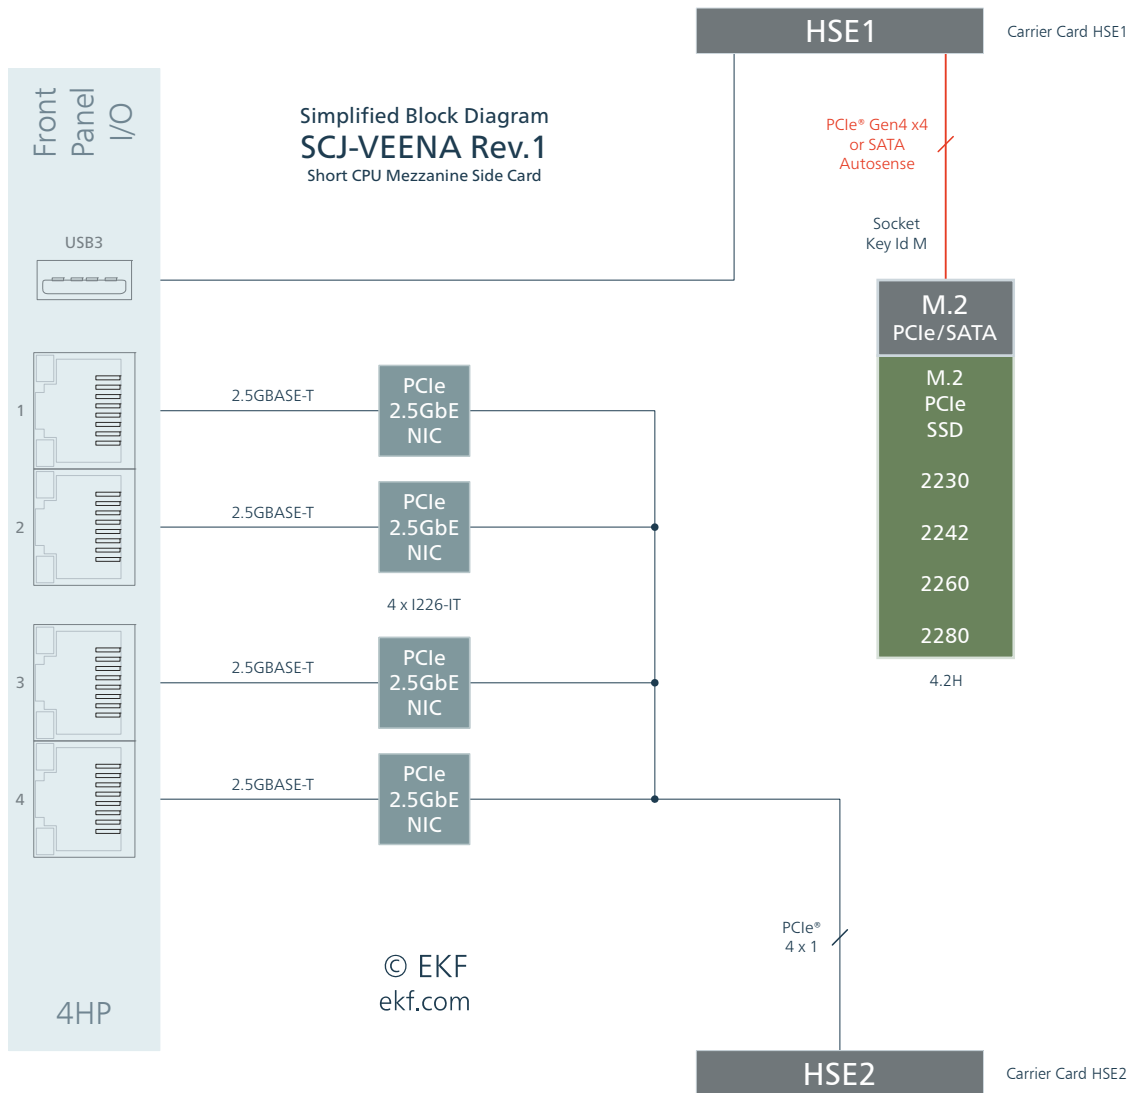 HSE1
Carrier Card HSE1
Front
Panel
I/O
Simplified Block Diagram
SCJ-VEENA Rev.1
Short CPU Mezzanine Side Card
PCIe® Gen4 x4
or SATA
Autosense
Socket
Key Id M
USB3
M.2
PCIe/SATA
M.2
PCIe
SSD
2230
2242
2260
2280
4.2H
1
2.5GBASE-T
PCIe
2.5GbE
NIC
2
2.5GBASE-T
PCIe
2.5GbE
NIC
4 x I226-IT
3
2.5GBASE-T
PCIe
2.5GbE
NIC
4
2.5GBASE-T
PCIe
2.5GbE
NIC
PCIe®
4 x 1
© EKF
ekf.com
4HP
HSE2
Carrier Card HSE2